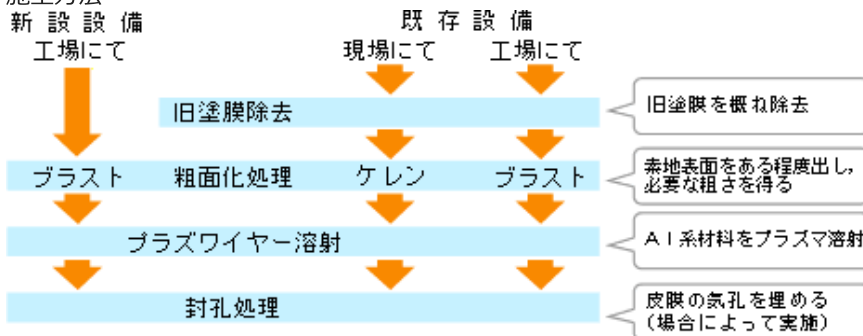 施工方法
新設設備 既存設備
工場にて 現場にて 工場にて
旧塗膜除去 旧塗膜を概ね除去
ブラスト 粗面化処理 ケレン ブラスト 素地表面をある程度出し，
必要な粗さを得る
プラズワイヤー溶射 ＡＩ系材料をプラズマ溶射
封孔処理 皮膜の気孔を埋める
（場合によって実施）